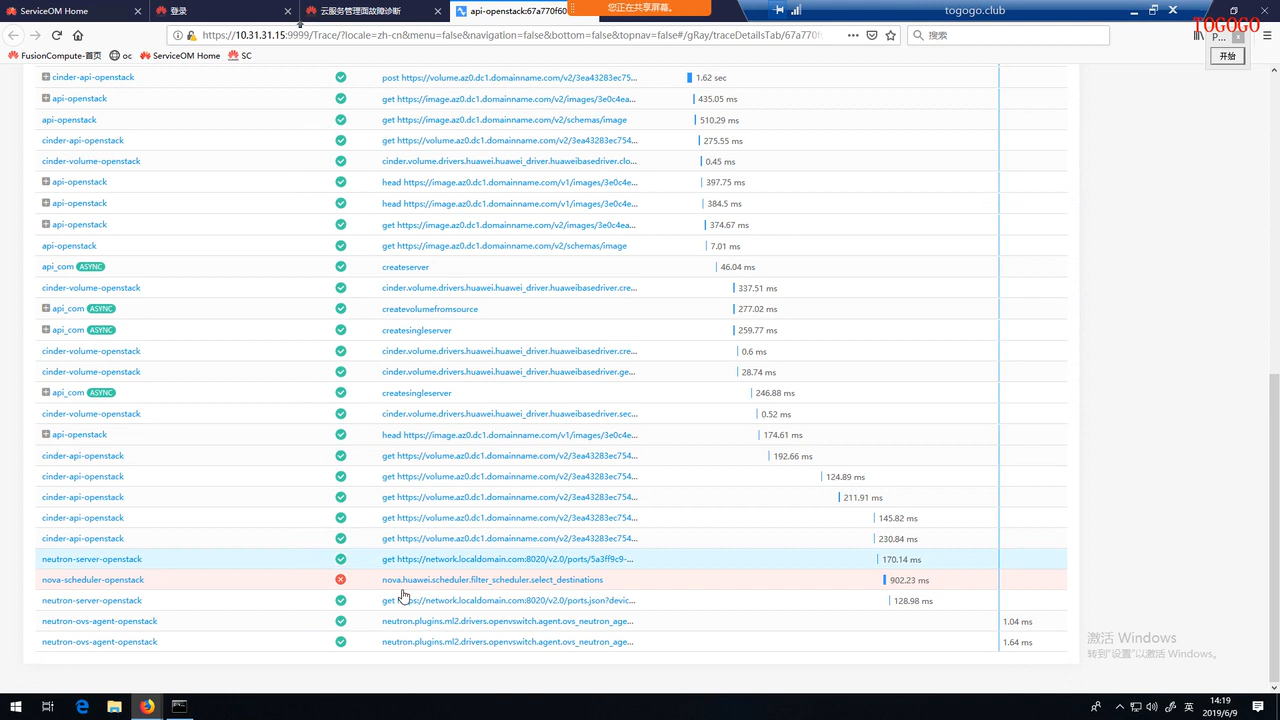 ServiceOM Home
登录
云服务管理面故障诊断
api-openstack:67a770f60
您正在共享屏幕。
togogo.club
TOGOGO
https://10.31.31.15:9999/Trace/?locale=zh-cn&menu=false&navigate=false&bottom=false&topnav=false#/gRay/traceDetailsTab/67a770f
搜索
P...
开始
FusionCompute-首页
oc
ServiceOM Home
SC
cinder-api-openstack post https://volume.az0.dc1.domainname.com/v2/3ea43283ec75... 1.62 sec
api-openstack get https://image.az0.dc1.domainname.com/v2/images/3e0c4ea... 435.05 ms
api-openstack get https://image.az0.dc1.domainname.com/v2/schemas/image 510.29 ms
cinder-api-openstack get https://volume.az0.dc1.domainname.com/v2/3ea43283ec754... 275.55 ms
cinder-volume-openstack cinder.volume.drivers.huawei.huawei_driver.huaweibasedriver.clo... 0.45 ms
api-openstack head https://image.az0.dc1.domainname.com/v1/images/3e0c4e... 397.75 ms
api-openstack head https://image.az0.dc1.domainname.com/v1/images/3e0c4e... 384.5 ms
api-openstack get https://image.az0.dc1.domainname.com/v2/images/3e0c4ea... 374.67 ms
api-openstack get https://image.az0.dc1.domainname.com/v2/schemas/image 7.01 ms
api_com ASYNC createserver 46.04 ms
cinder-volume-openstack cinder.volume.drivers.huawei.huawei_driver.huaweibasedriver.cre... 337.51 ms
api_com ASYNC createvolumefromsource 277.02 ms
api_com ASYNC createsingleserver 259.77 ms
cinder-volume-openstack cinder.volume.drivers.huawei.huawei_driver.huaweibasedriver.cre... 0.6 ms
cinder-volume-openstack cinder.volume.drivers.huawei.huawei_driver.huaweibasedriver.ge... 28.74 ms
api_com ASYNC createsingleserver 246.88 ms
cinder-volume-openstack cinder.volume.drivers.huawei.huawei_driver.huaweibasedriver.sec... 0.52 ms
api-openstack head https://image.az0.dc1.domainname.com/v1/images/3e0c4e... 174.61 ms
cinder-api-openstack get https://volume.az0.dc1.domainname.com/v2/3ea43283ec754... 192.66 ms
cinder-api-openstack get https://volume.az0.dc1.domainname.com/v2/3ea43283ec754... 124.89 ms
cinder-api-openstack get https://volume.az0.dc1.domainname.com/v2/3ea43283ec754... 211.91 ms
cinder-api-openstack get https://volume.az0.dc1.domainname.com/v2/3ea43283ec754... 145.82 ms
cinder-api-openstack get https://volume.az0.dc1.domainname.com/v2/3ea43283ec754... 230.84 ms
neutron-server-openstack get https://network.localdomain.com:8020/v2.0/ports/5a3ff9c9-... 170.14 ms
nova-scheduler-openstack nova.huawei.scheduler.filter_scheduler.select_destinations 902.23 ms
neutron-server-openstack get https://network.localdomain.com:8020/v2.0/ports.json?devic... 128.98 ms
neutron-ovs-agent-openstack neutron.plugins.ml2.drivers.openvswitch.agent.ovs_neutron_age... 1.04 ms
neutron-ovs-agent-openstack neutron.plugins.ml2.drivers.openvswitch.agent.ovs_neutron_age... 1.64 ms
激活 Windows
转到"设置"以激活 Windows。
英
14:19
2019/6/9